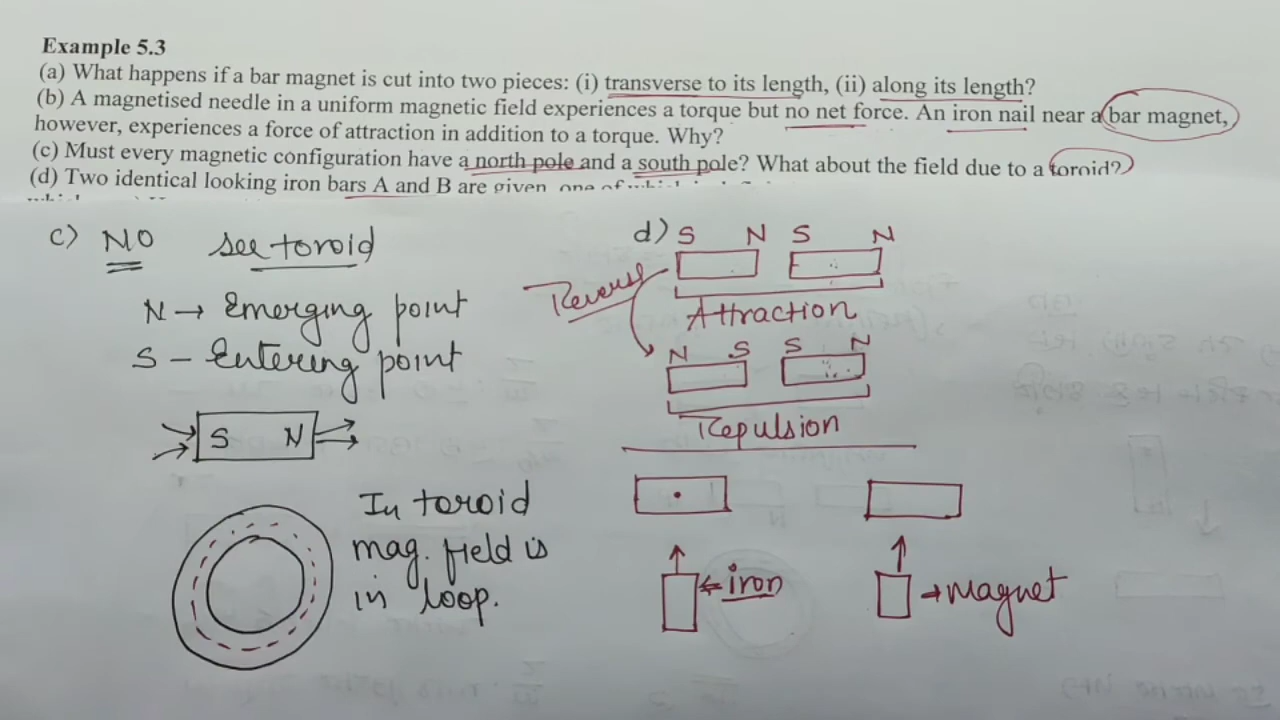 Example 5.3
(a) What happens if a bar magnet is cut into two pieces: (i) transverse to its length, (ii) along its length?
(b) A magnetised needle in a uniform magnetic field experiences a torque but no net force. An iron nail near a bar magnet,
however, experiences a force of attraction in addition to a torque. Why?
(c) Must every magnetic configuration have a north pole and a south pole? What about the field due to a toroid?
(d) Two identical looking iron bars A and B are given, one of which is
c) NO see toroid
N → Emerging point
S - Entering point
S N
In toroid
mag. field is
in loop.
d) S N S N
Reverse
Attraction
N S S N
Repulsion
iron
magnet